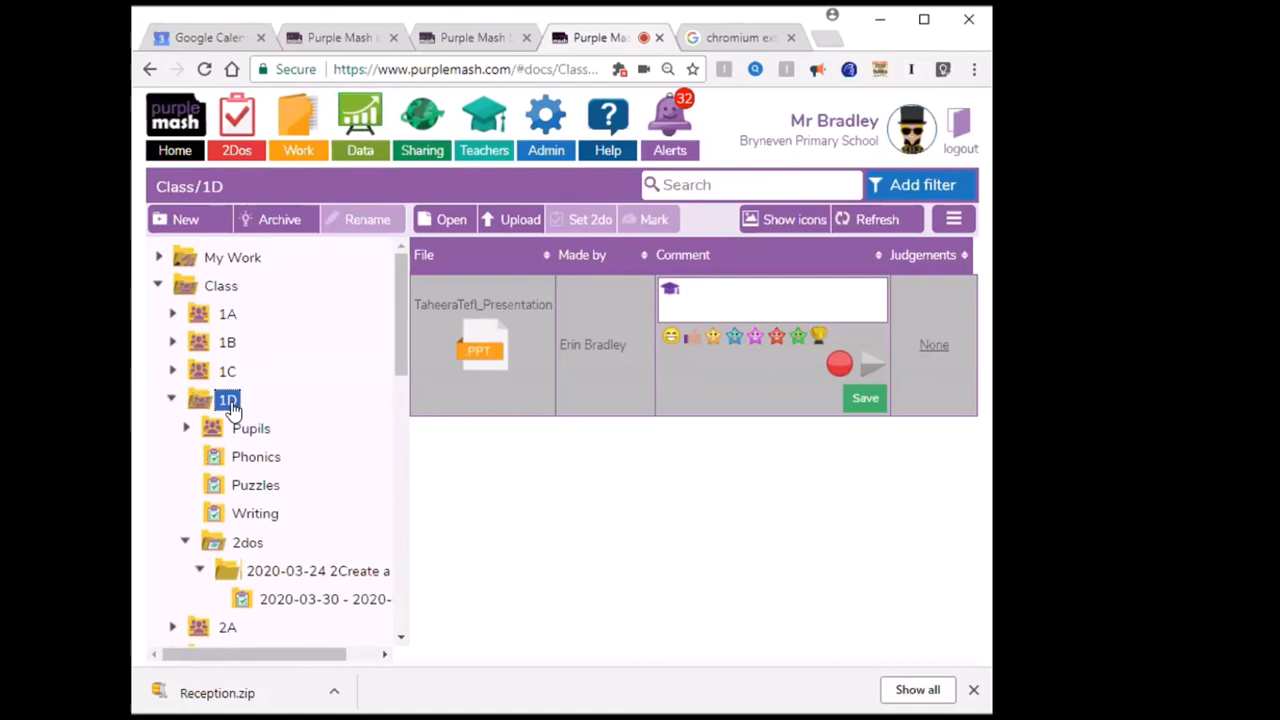 Google Caler
Purple Mash
Purple Mash
Purple Ma
chromium ext
Secure https://www.purplemash.com/#docs/Class...
purple
mash
32
Mr Bradley
Bryneven Primary School
logout
Home 2Dos Work Data Sharing Teachers Admin Help Alerts
Class/1D
Search
Add filter
New Archive Rename Open Upload Set 2do Mark Show icons Refresh
My Work
Class
1A
1B
1C
1D
Pupils
Phonics
Puzzles
Writing
2dos
2020-03-24 2Create a
2020-03-30 - 2020-
2A
File Made by Comment Judgements
TaheeraTefl_Presentation
.PPT
Erin Bradley
None
Save
Reception.zip
Show all